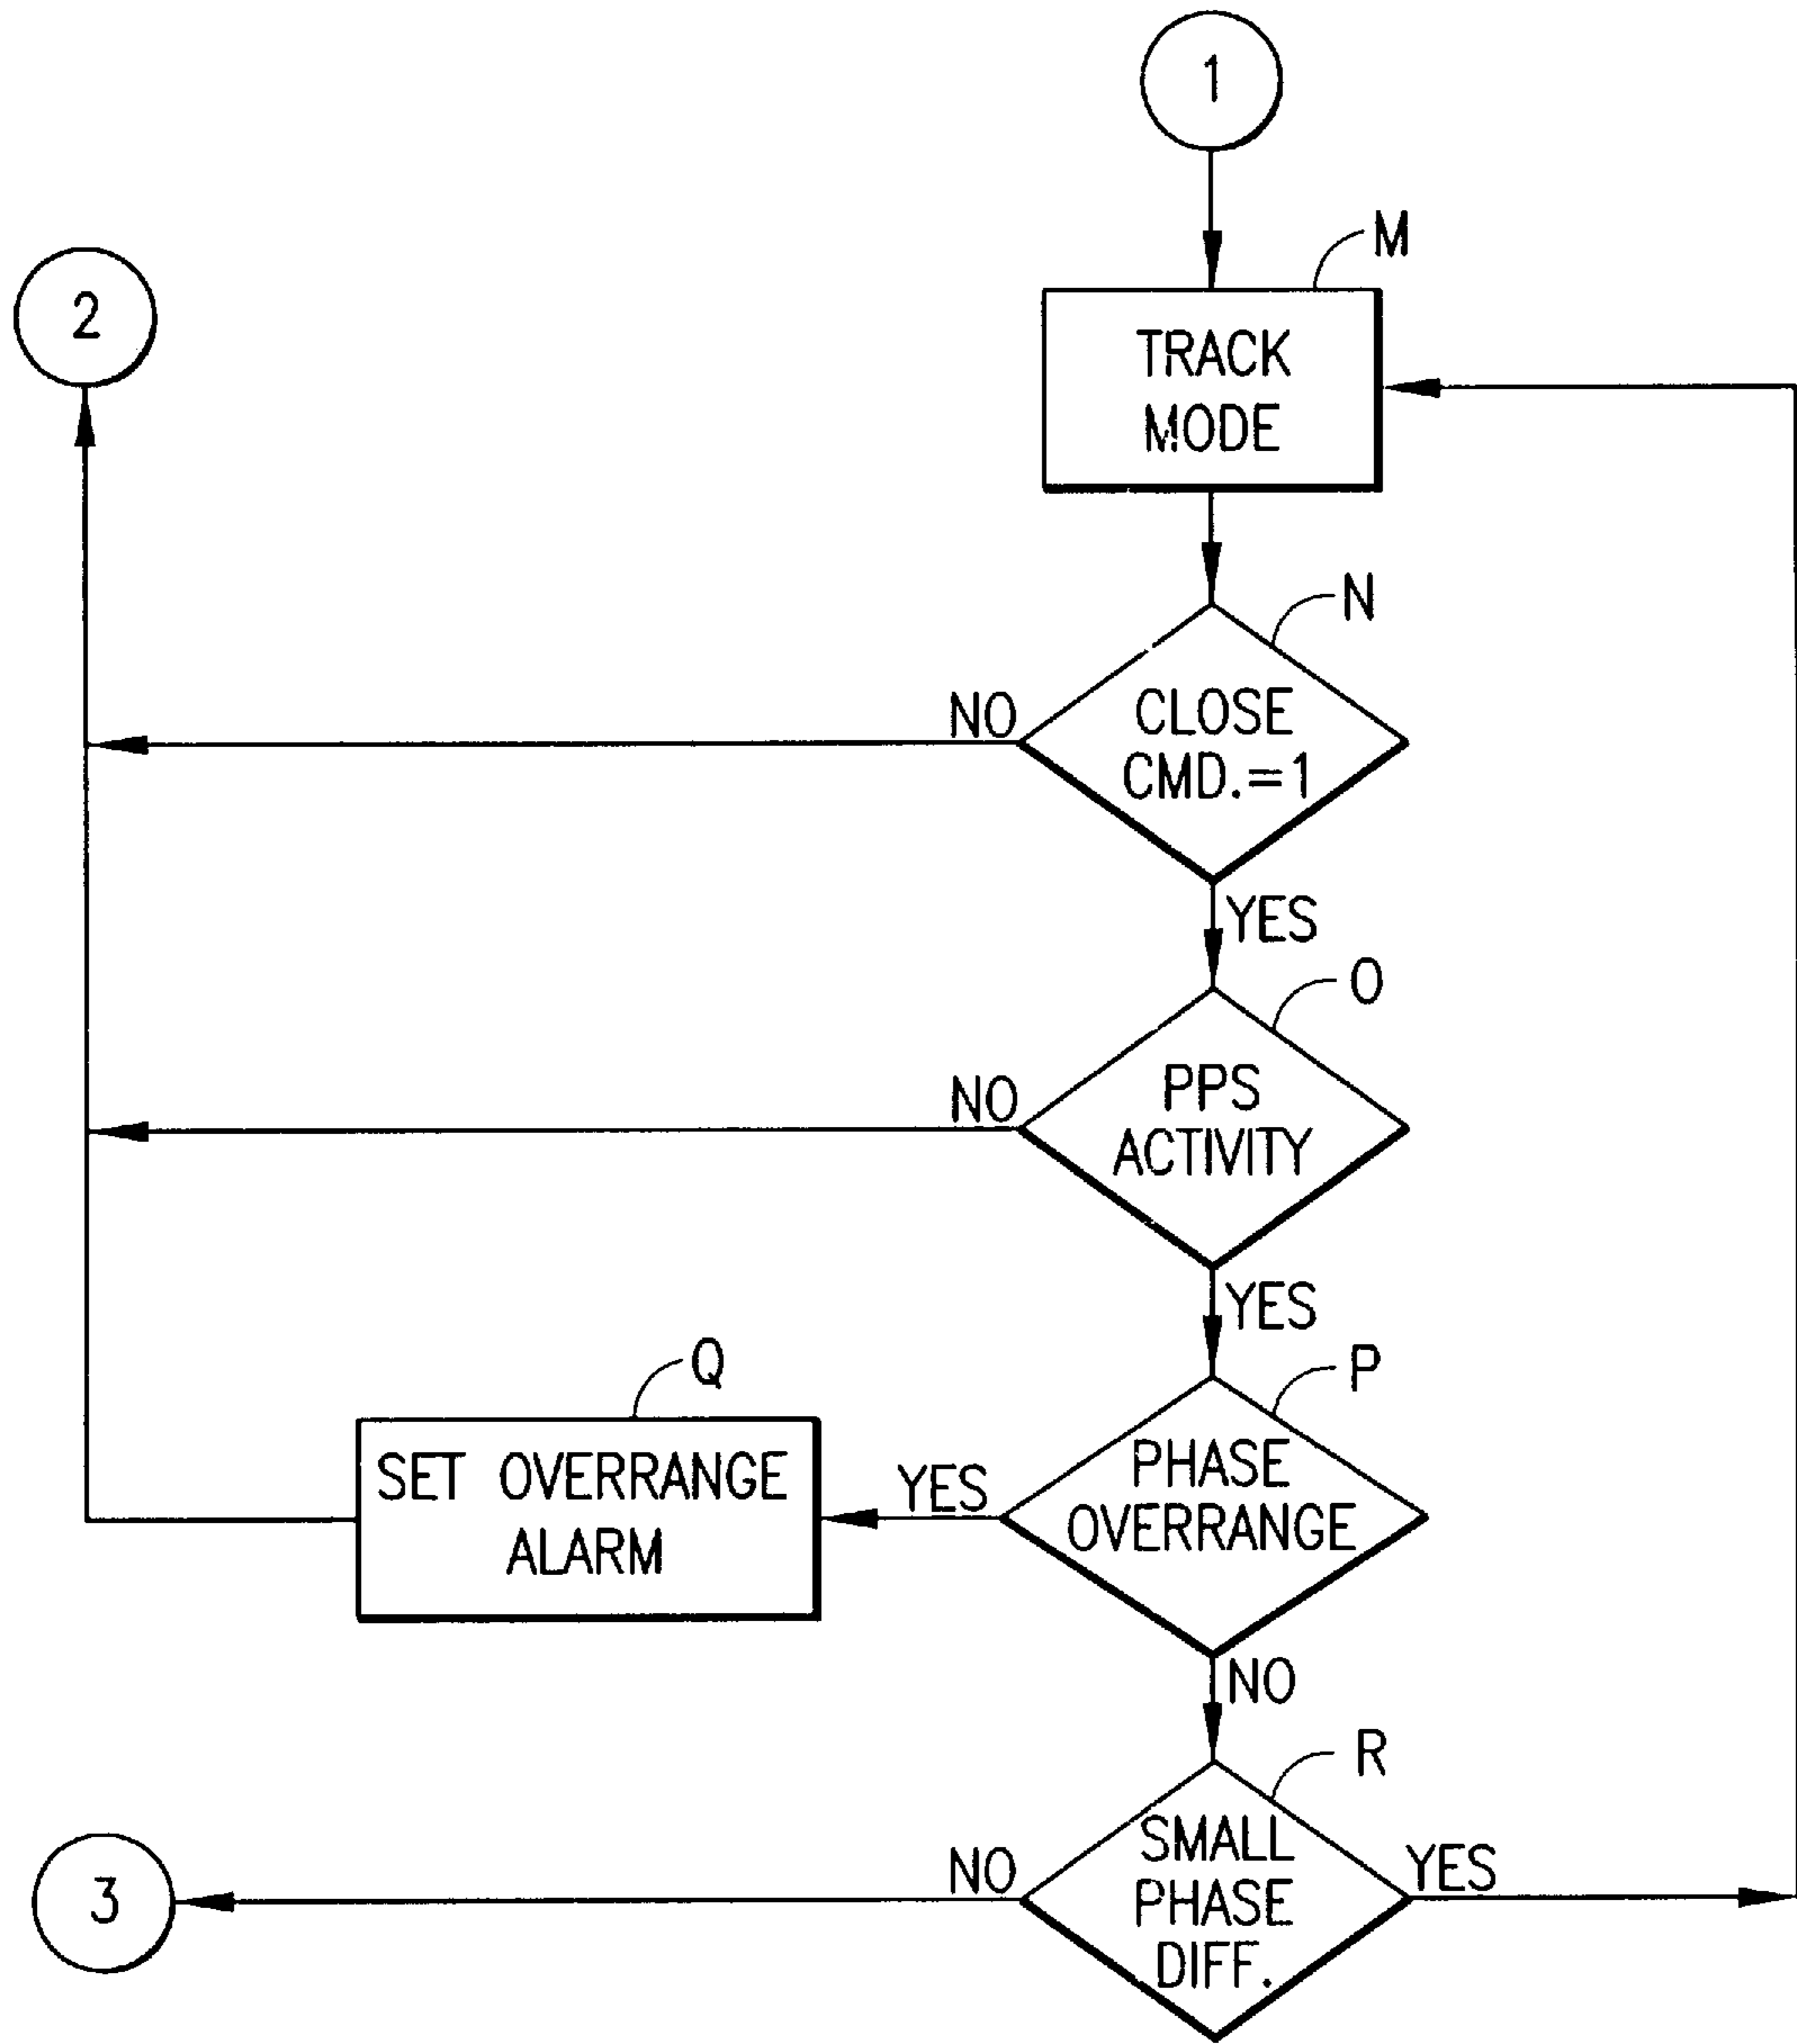 1
M
2
TRACK
MODE
N
NO
CLOSE
CMD.=1
YES
O
NO
PPS
ACTIVITY
YES
Q
P
SET OVERRANGE
ALARM
YES
PHASE
OVERRANGE
NO
R
3
NO
SMALL
PHASE
DIFF.
YES